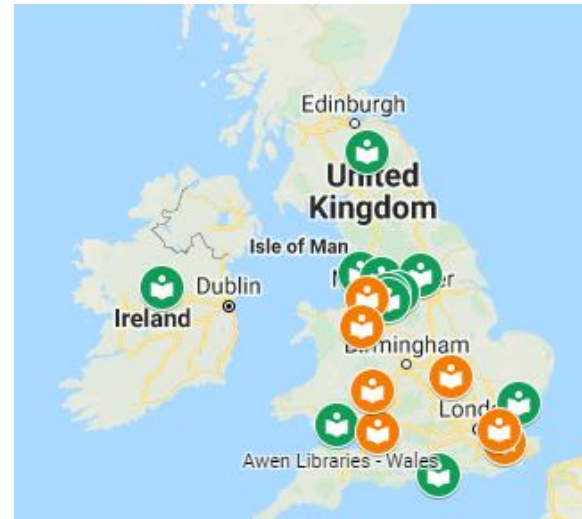 Edinburgh
United
Kingdom
Isle of Man
Dublin
Ireland
Birmingham
Awen Libraries - Wales